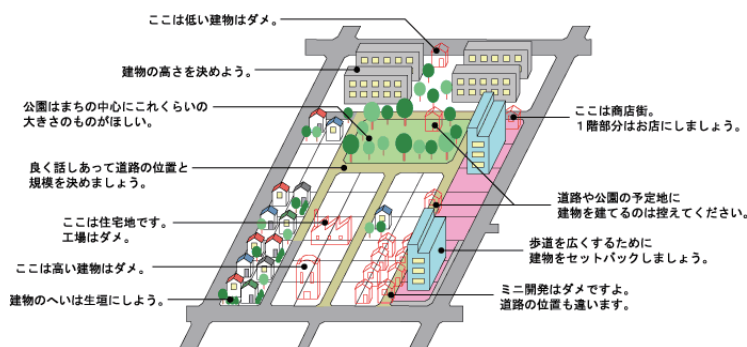 ここは低い建物はダメ。
建物の高さを決めよう。
公園はまちの中心にこれくらいの
大きさのものがほしい。
良く話しあって道路の位置と
規模を決めましょう。
ここは住宅地です。
工場はダメ。
ここは高い建物はダメ。
建物のへいは生垣にしよう。
ここは商店街。
1階部分はお店にしましょう。
道路や公園の予定地に
建物を建てるのは控えてください。
歩道を広くするために
建物をセットバックしましょう。
ミニ開発はダメですよ。
道路の位置も違います。